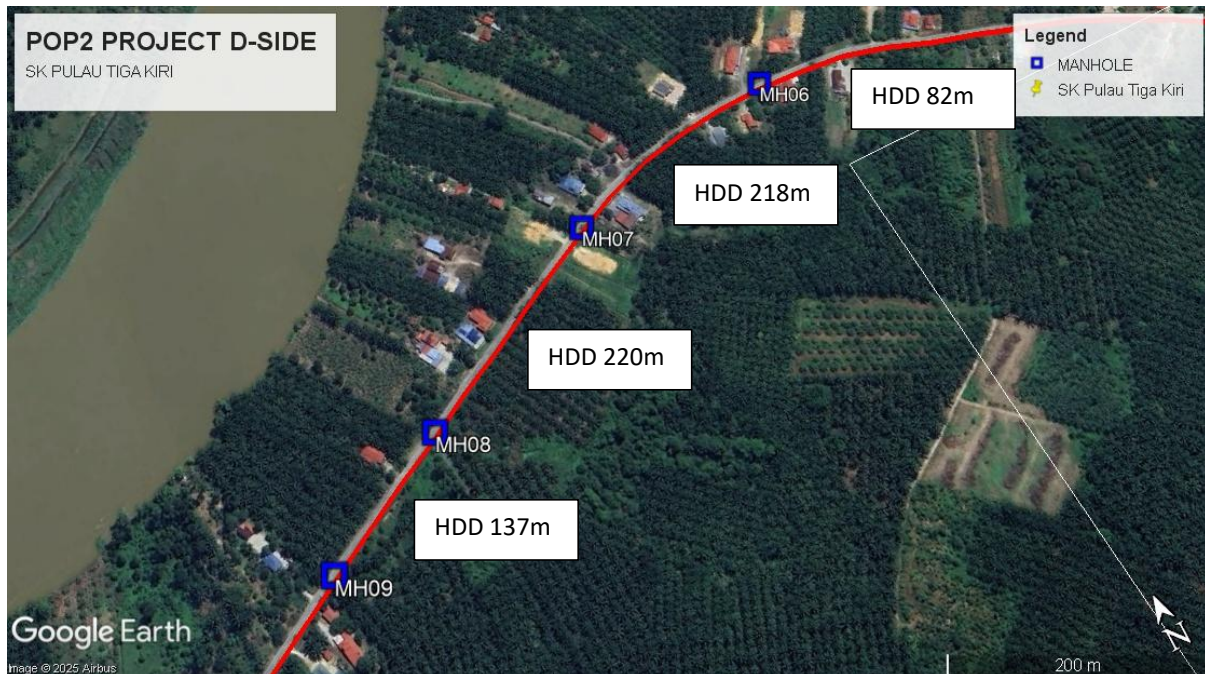 POP2 PROJECT D-SIDE
SK PULAU TIGA KIRI
Legend
MANHOLE
SK Pulau Tiga Kiri
MH06
HDD 82m
HDD 218m
MH07
HDD 220m
MH08
HDD 137m
MH09
Google Earth
Image © 2025 Airbus
200 m
N